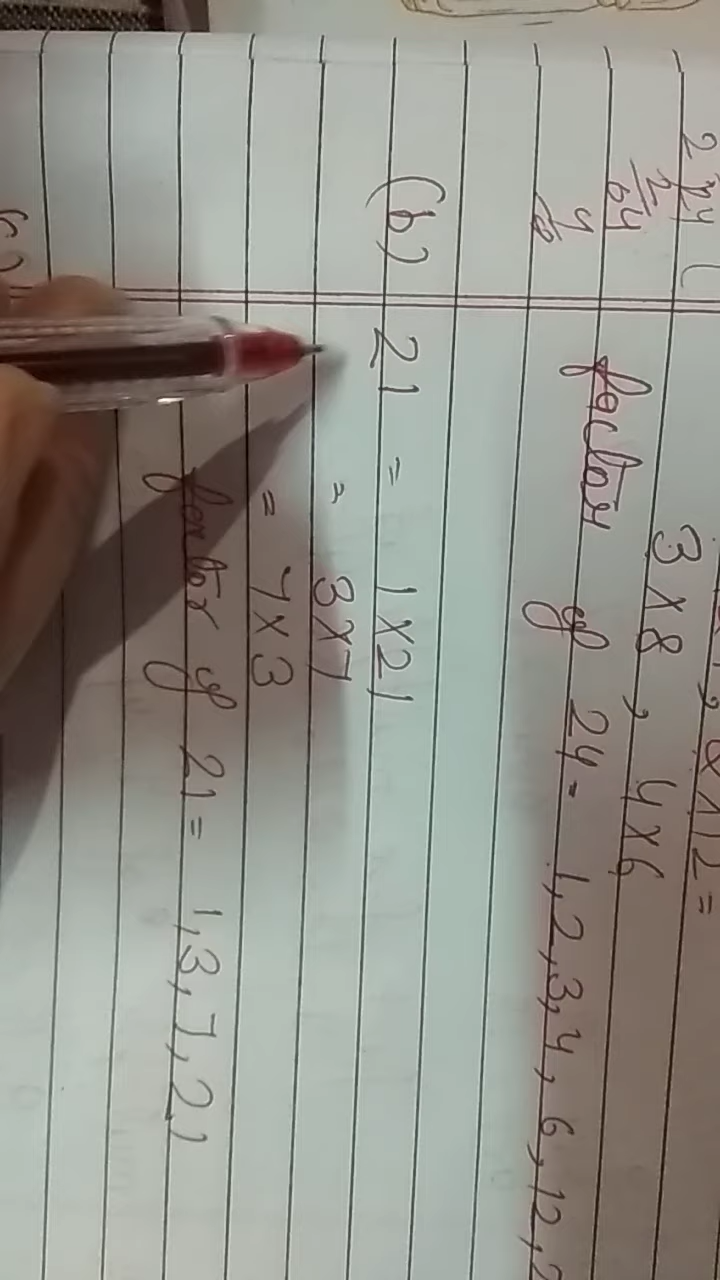 3 × 8 , 4 × 6
factor of 24 - 1, 2, 3, 4, 6, 12, 2
(b) 21 = 1 × 21
= 3 × 7
= 7 × 3
factor of 21 = 1, 3, 7, 21